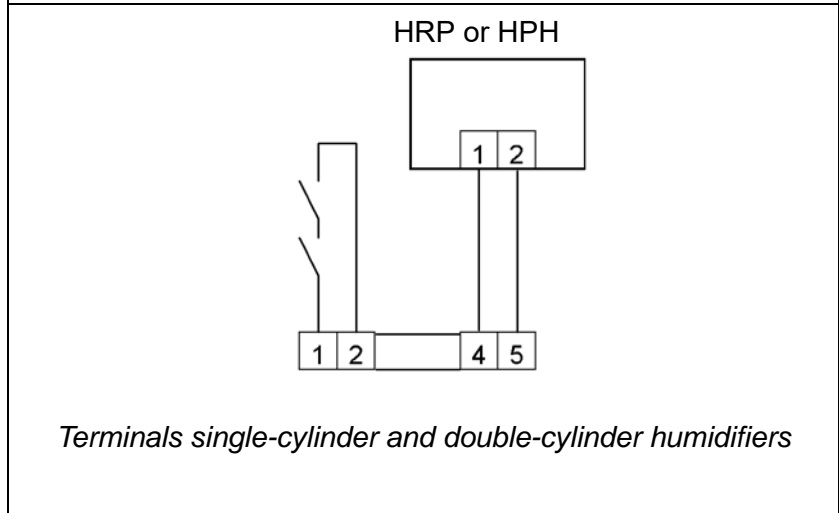 HRP or HPH
1 2
1 2 4 5
Terminals single-cylinder and double-cylinder humidifiers